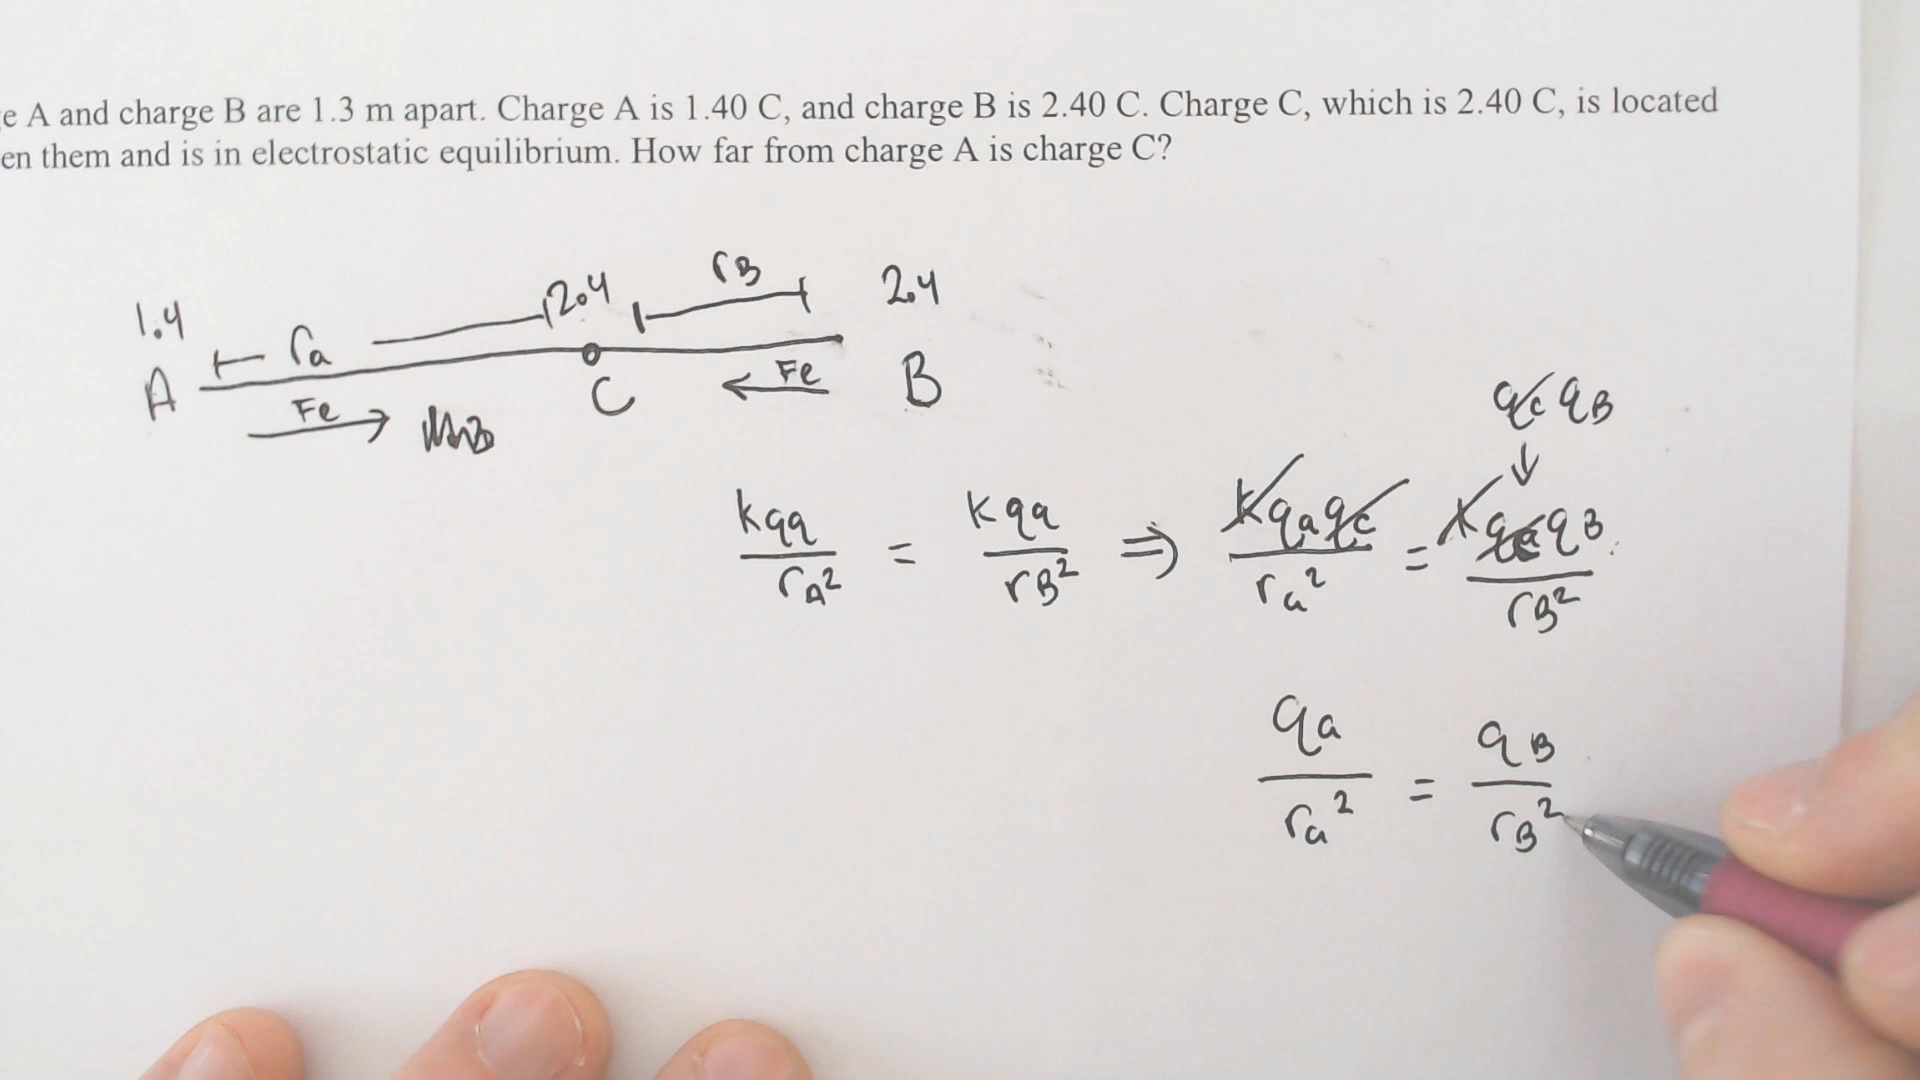 e A and charge B are 1.3 m apart. Charge A is 1.40 C, and charge B is 2.40 C. Charge C, which is 2.40 C, is located
en them and is in electrostatic equilibrium. How far from charge A is charge C?
1.4 ra 2.4 rB 2.4
A C B
Fe → ← Fe
qc qB
↓
kqq/rA² = kqq/rB² ⇒ kqaqc/ra² = kqB/rB²
qa/ra² = qB/rB²